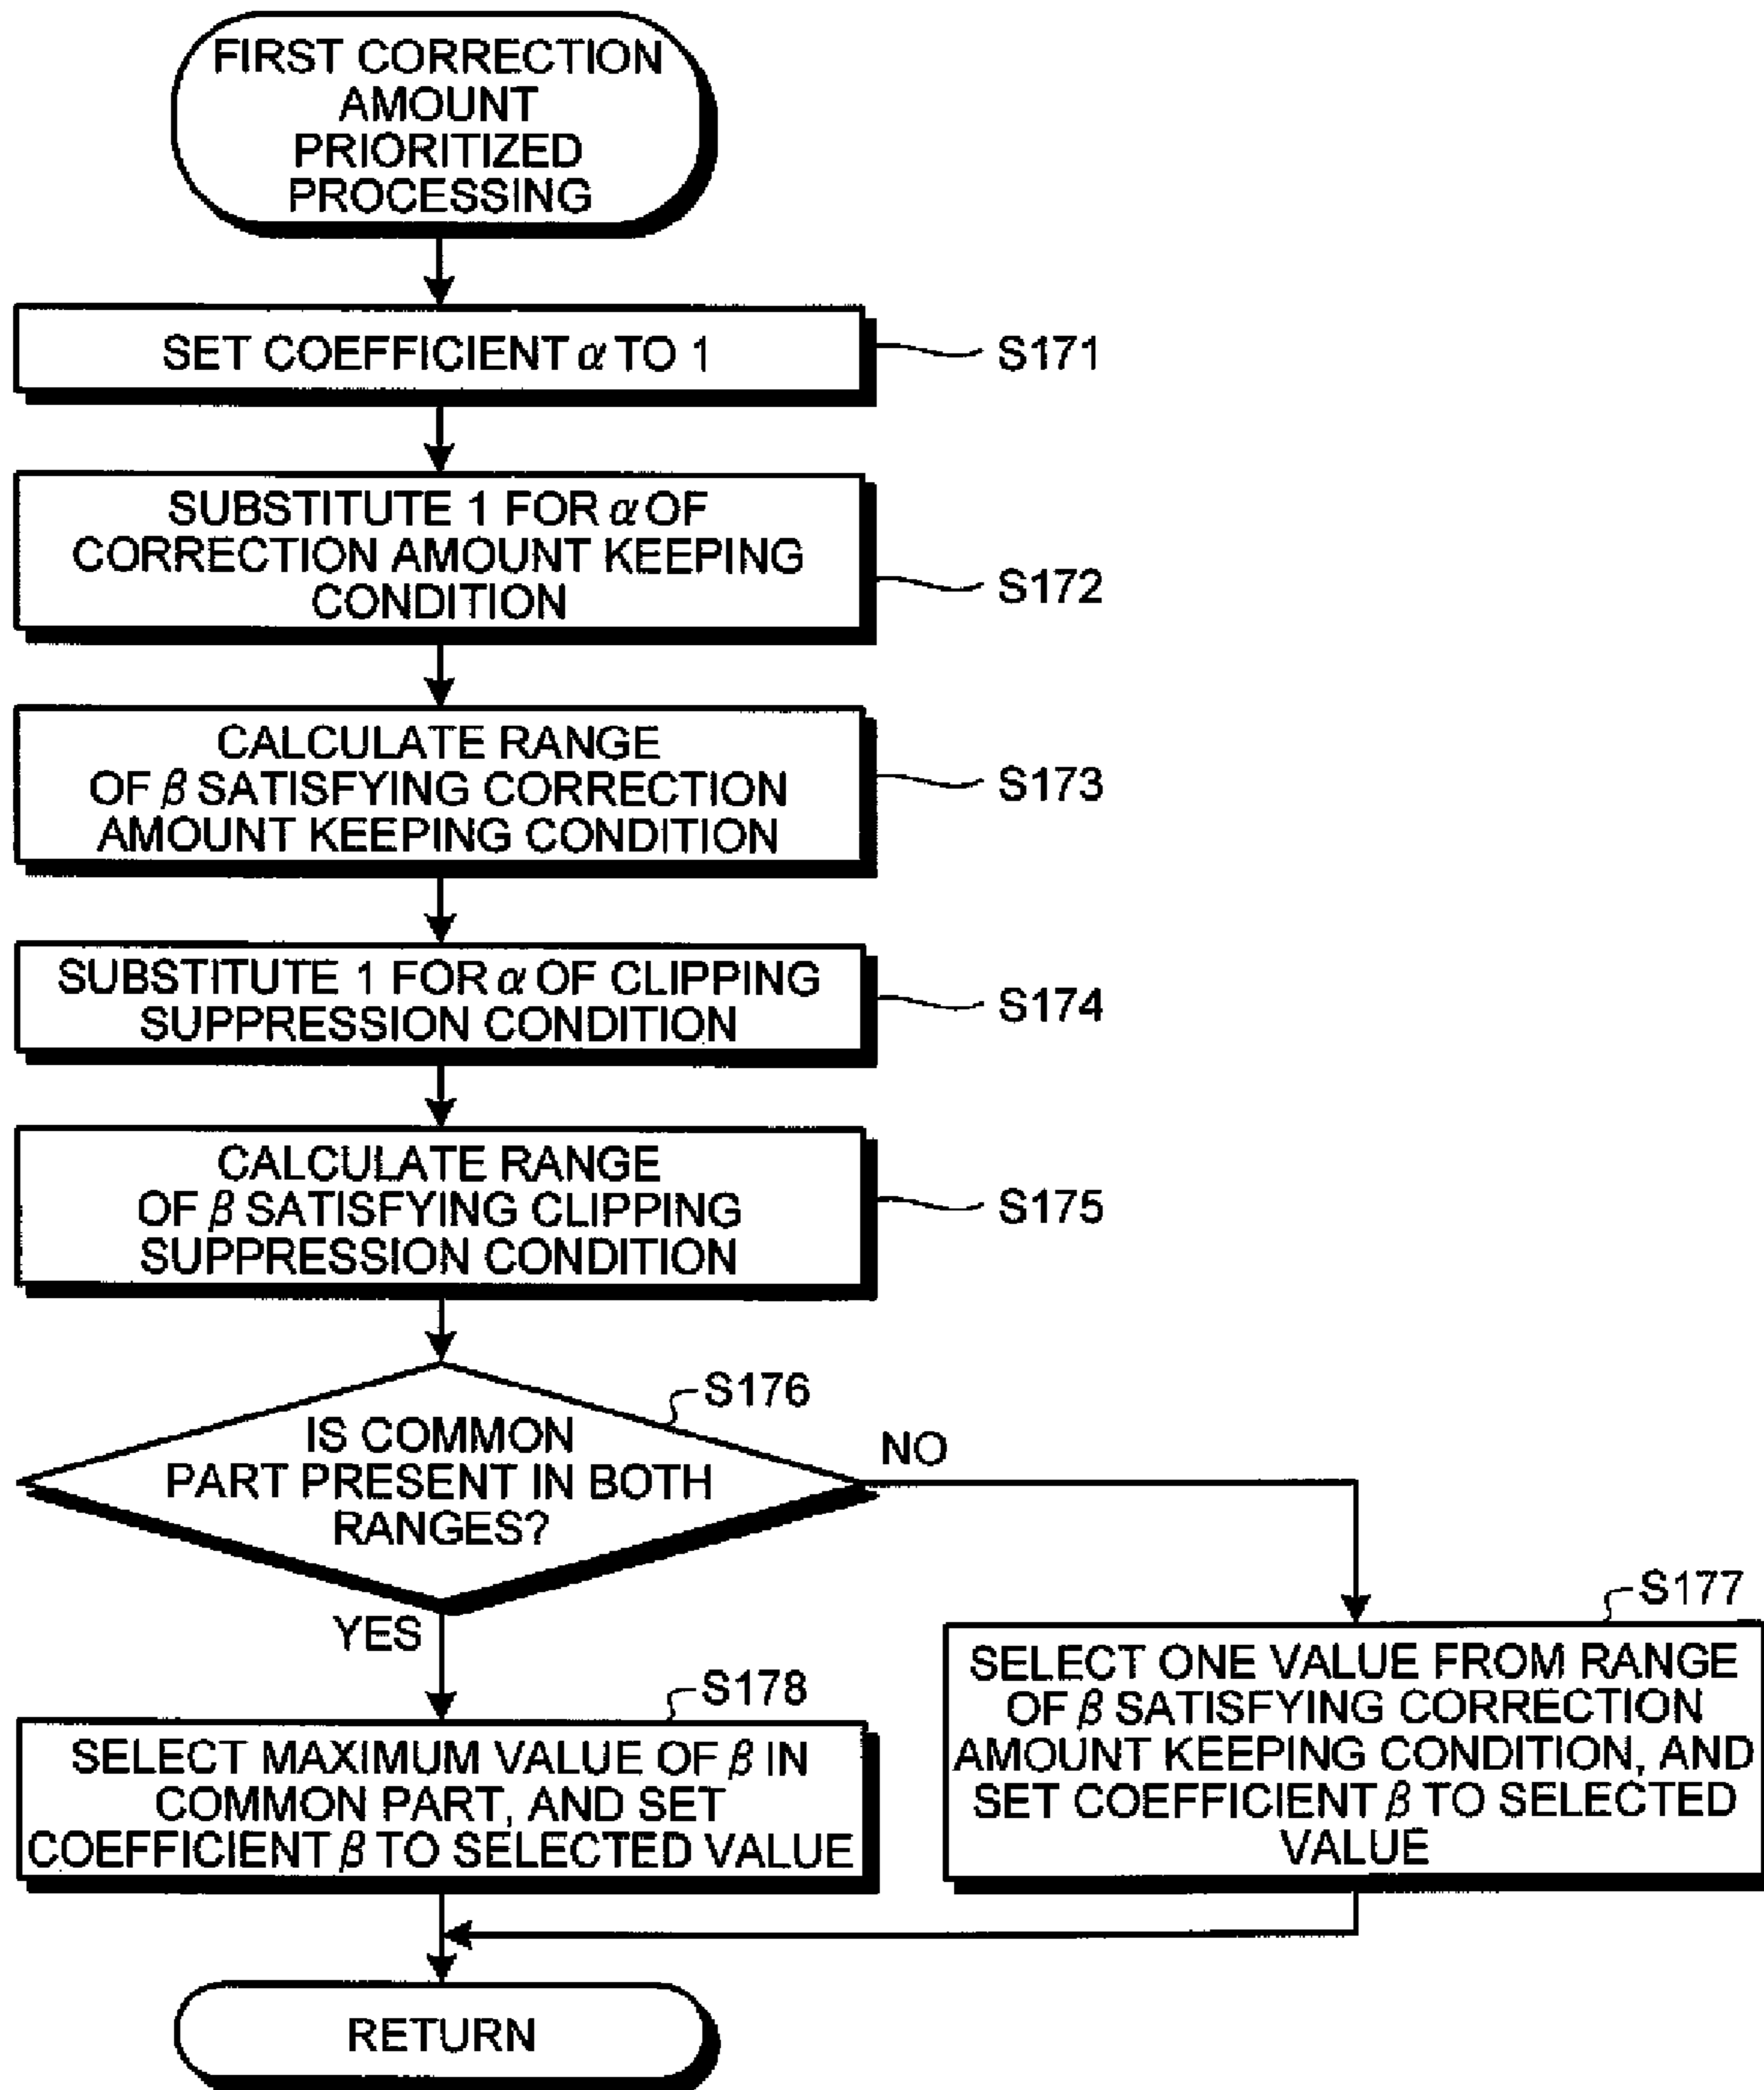 FIRST CORRECTION
AMOUNT
PRIORITIZED
PROCESSING
SET COEFFICIENT α TO 1
S171
SUBSTITUTE 1 FOR α OF
CORRECTION AMOUNT KEEPING
CONDITION
S172
CALCULATE RANGE
OF β SATISFYING CORRECTION
AMOUNT KEEPING CONDITION
S173
SUBSTITUTE 1 FOR α OF CLIPPING
SUPPRESSION CONDITION
S174
CALCULATE RANGE
OF β SATISFYING CLIPPING
SUPPRESSION CONDITION
S175
S176
IS COMMON
PART PRESENT IN BOTH
RANGES?
NO
YES
S177
SELECT ONE VALUE FROM RANGE
OF β SATISFYING CORRECTION
AMOUNT KEEPING CONDITION, AND
SET COEFFICIENT β TO SELECTED
VALUE
S178
SELECT MAXIMUM VALUE OF β IN
COMMON PART, AND SET
COEFFICIENT β TO SELECTED VALUE
RETURN